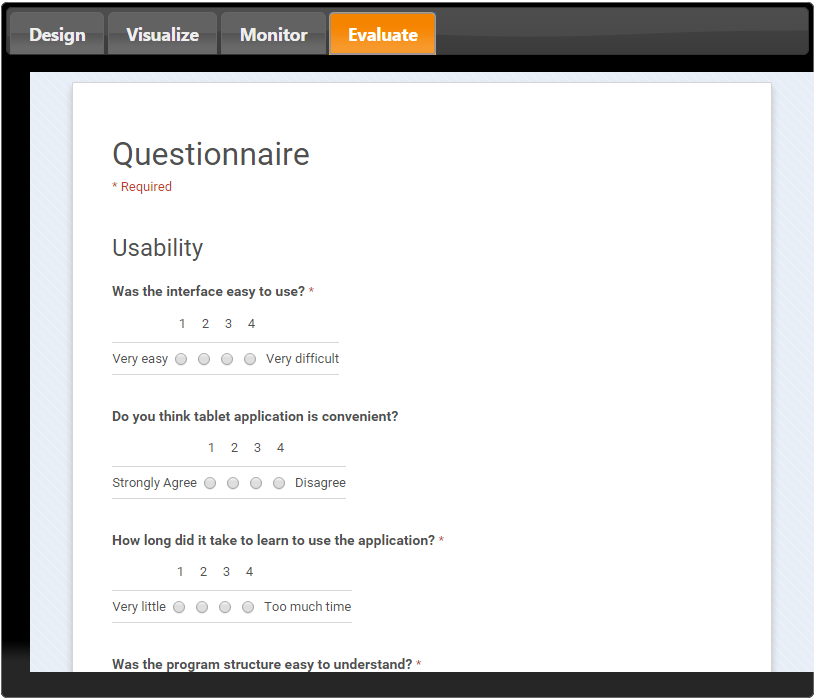 Design Visualize Monitor Evaluate
Questionnaire
* Required
Usability
Was the interface easy to use? *
1 2 3 4
Very easy Very difficult
Do you think tablet application is convenient?
1 2 3 4
Strongly Agree Disagree
How long did it take to learn to use the application? *
1 2 3 4
Very little Too much time
Was the program structure easy to understand? *